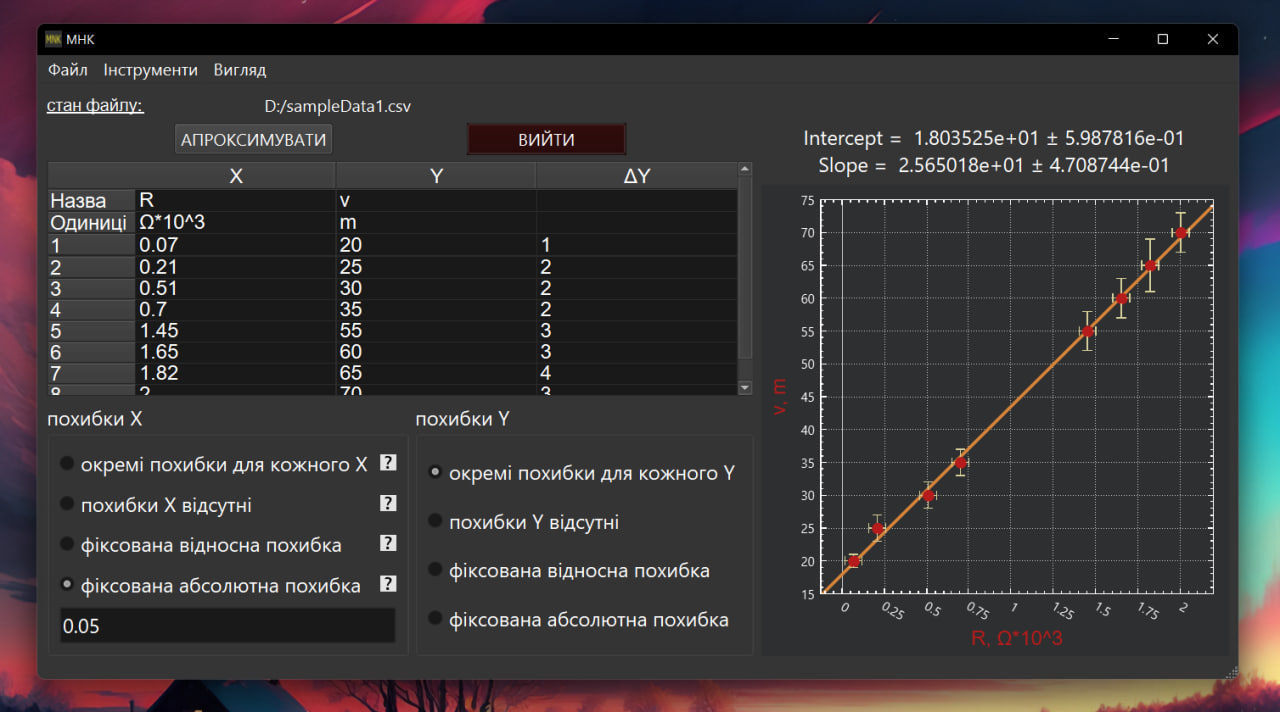 MNK МНК
Файл Інструменти Вигляд
стан файлу: D:/sampleData1.csv
АПРОКСИМУВАТИ ВИЙТИ
X Y ΔY
Назва R v
Одиниці Ω*10^3 m
1 0.07 20 1
2 0.21 25 2
3 0.51 30 2
4 0.7 35 2
5 1.45 55 3
6 1.65 60 3
7 1.82 65 4
8 2 70 3
похибки X
окремі похибки для кожного X ?
похибки X відсутні ?
фіксована відносна похибка ?
фіксована абсолютна похибка ?
0.05
похибки Y
окремі похибки для кожного Y
похибки Y відсутні
фіксована відносна похибка
фіксована абсолютна похибка
Intercept = 1.803525e+01 ± 5.987816e-01
Slope = 2.565018e+01 ± 4.708744e-01
75
70
65
60
55
50
45
40
35
30
25
20
15
v, m
0 0.25 0.5 0.75 1 1.25 1.5 1.75 2
R, Ω*10^3